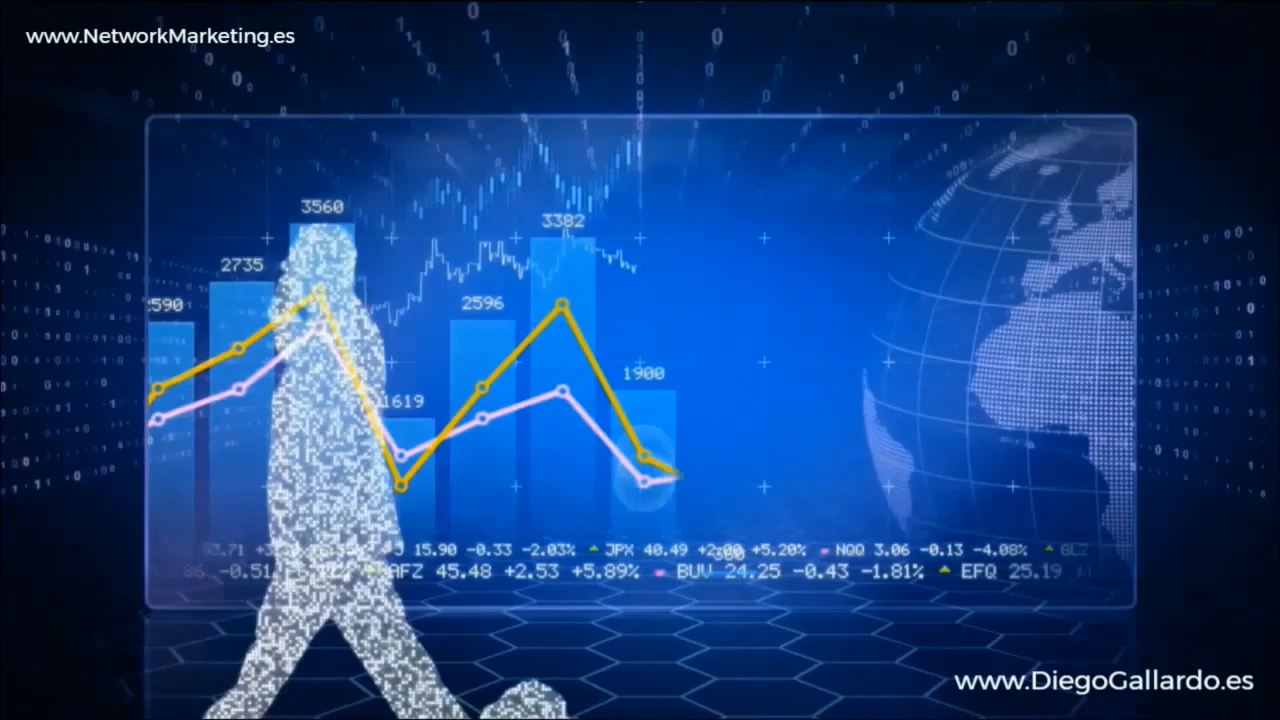 www.NetworkMarketing.es
3560
3382
2735
590
2596
1900
1619
15.90 -0.33 -2.03% JPX 40.49 +2.00 +5.20% NQQ 3.06 -0.13 -4.08%
-0.51 AFZ 45.48 +2.53 +5.89% BUV 24.25 -0.43 -1.81% EFQ 25.19
www.DiegoGallardo.es